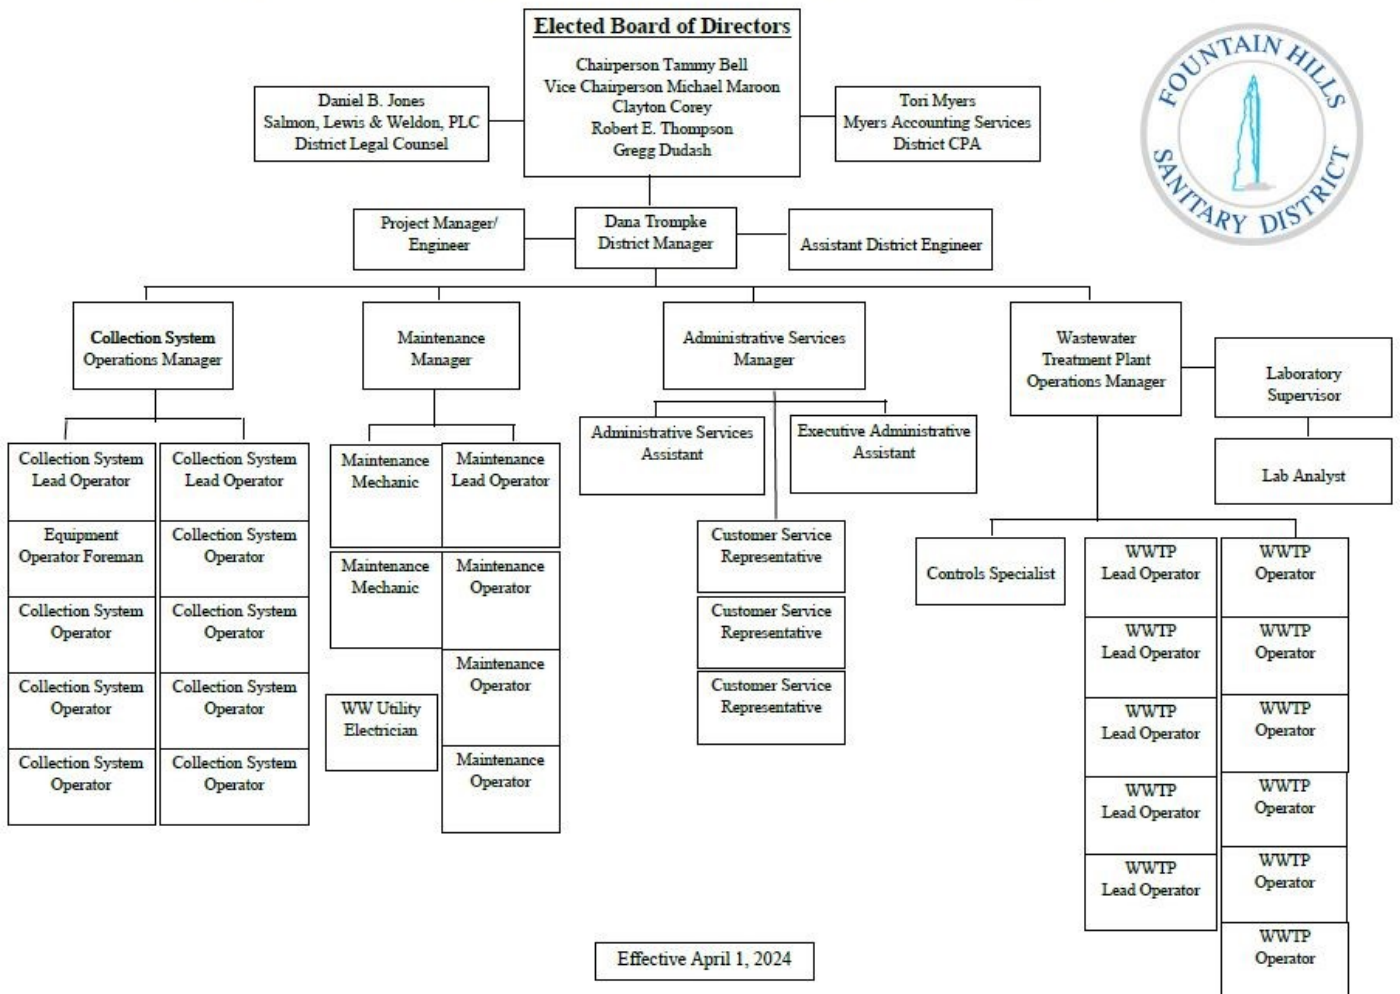 Elected Board of Directors
Chairperson Tammy Bell
Vice Chairperson Michael Maroon
Clayton Corey
Robert E. Thompson
Gregg Dudash
Daniel B. Jones
Salmon, Lewis & Weldon, PLC
District Legal Counsel
Tori Myers
Myers Accounting Services
District CPA
FOUNTAIN HILLS
SANITARY DISTRICT
Project Manager/
Engineer
Dana Trompke
District Manager
Assistant District Engineer
Collection System
Operations Manager
Maintenance
Manager
Administrative Services
Manager
Wastewater
Treatment Plant
Operations Manager
Laboratory
Supervisor
Lab Analyst
Collection System
Lead Operator
Equipment
Operator Foreman
Collection System
Operator
Collection System
Operator
Collection System
Operator
Collection System
Lead Operator
Collection System
Operator
Collection System
Operator
Collection System
Operator
Collection System
Operator
Maintenance
Mechanic
Maintenance
Mechanic
WW Utility
Electrician
Maintenance
Lead Operator
Maintenance
Operator
Maintenance
Operator
Maintenance
Operator
Administrative Services
Assistant
Executive Administrative
Assistant
Customer Service
Representative
Customer Service
Representative
Customer Service
Representative
Controls Specialist
WWTP
Lead Operator
WWTP
Lead Operator
WWTP
Lead Operator
WWTP
Lead Operator
WWTP
Lead Operator
WWTP
Operator
WWTP
Operator
WWTP
Operator
WWTP
Operator
WWTP
Operator
WWTP
Operator
Effective April 1, 2024